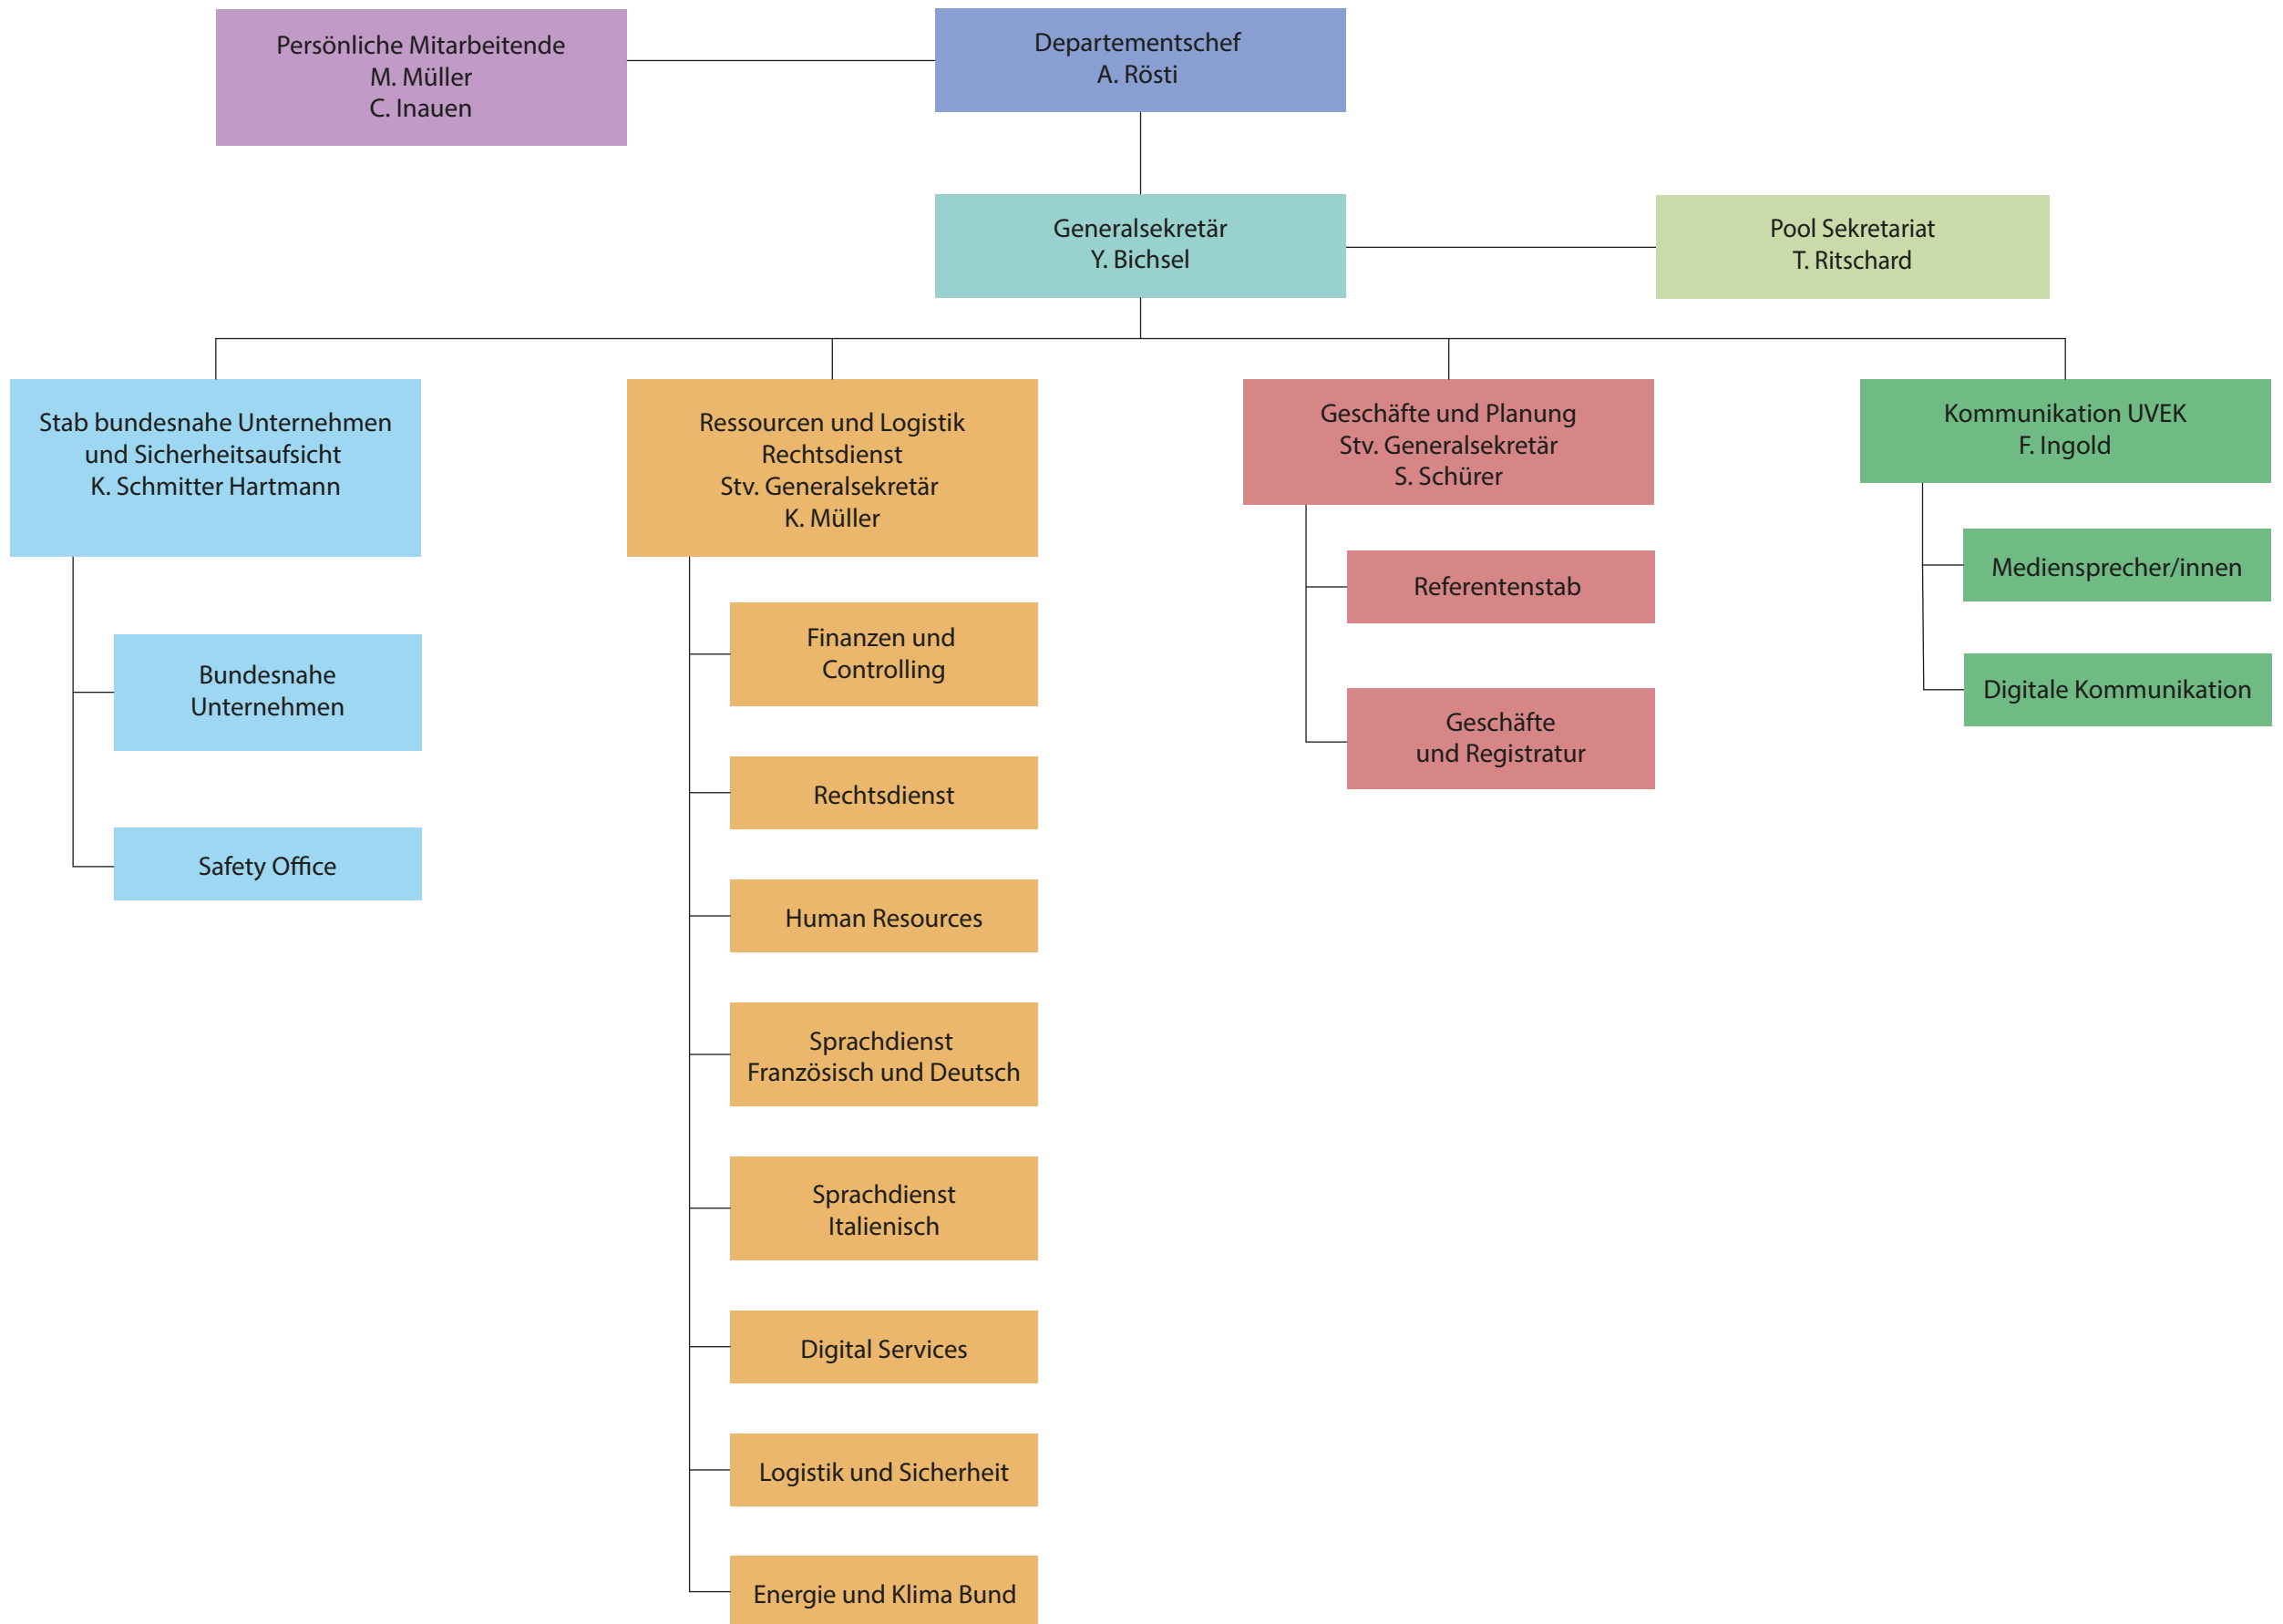 Persönliche Mitarbeitende
M. Müller
C. Inauen
Departementschef
A. Rösti
Generalsekretär
Y. Bichsel
Pool Sekretariat
T. Ritschard
Stab bundesnahe Unternehmen
und Sicherheitsaufsicht
K. Schmitter Hartmann
Bundesnahe
Unternehmen
Safety Office
Ressourcen und Logistik
Rechtsdienst
Stv. Generalsekretär
K. Müller
Finanzen und
Controlling
Rechtsdienst
Human Resources
Sprachdienst
Französisch und Deutsch
Sprachdienst
Italienisch
Digital Services
Logistik und Sicherheit
Energie und Klima Bund
Geschäfte und Planung
Stv. Generalsekretär
S. Schürer
Referentenstab
Geschäfte
und Registratur
Kommunikation UVEK
F. Ingold
Mediensprecher/innen
Digitale Kommunikation